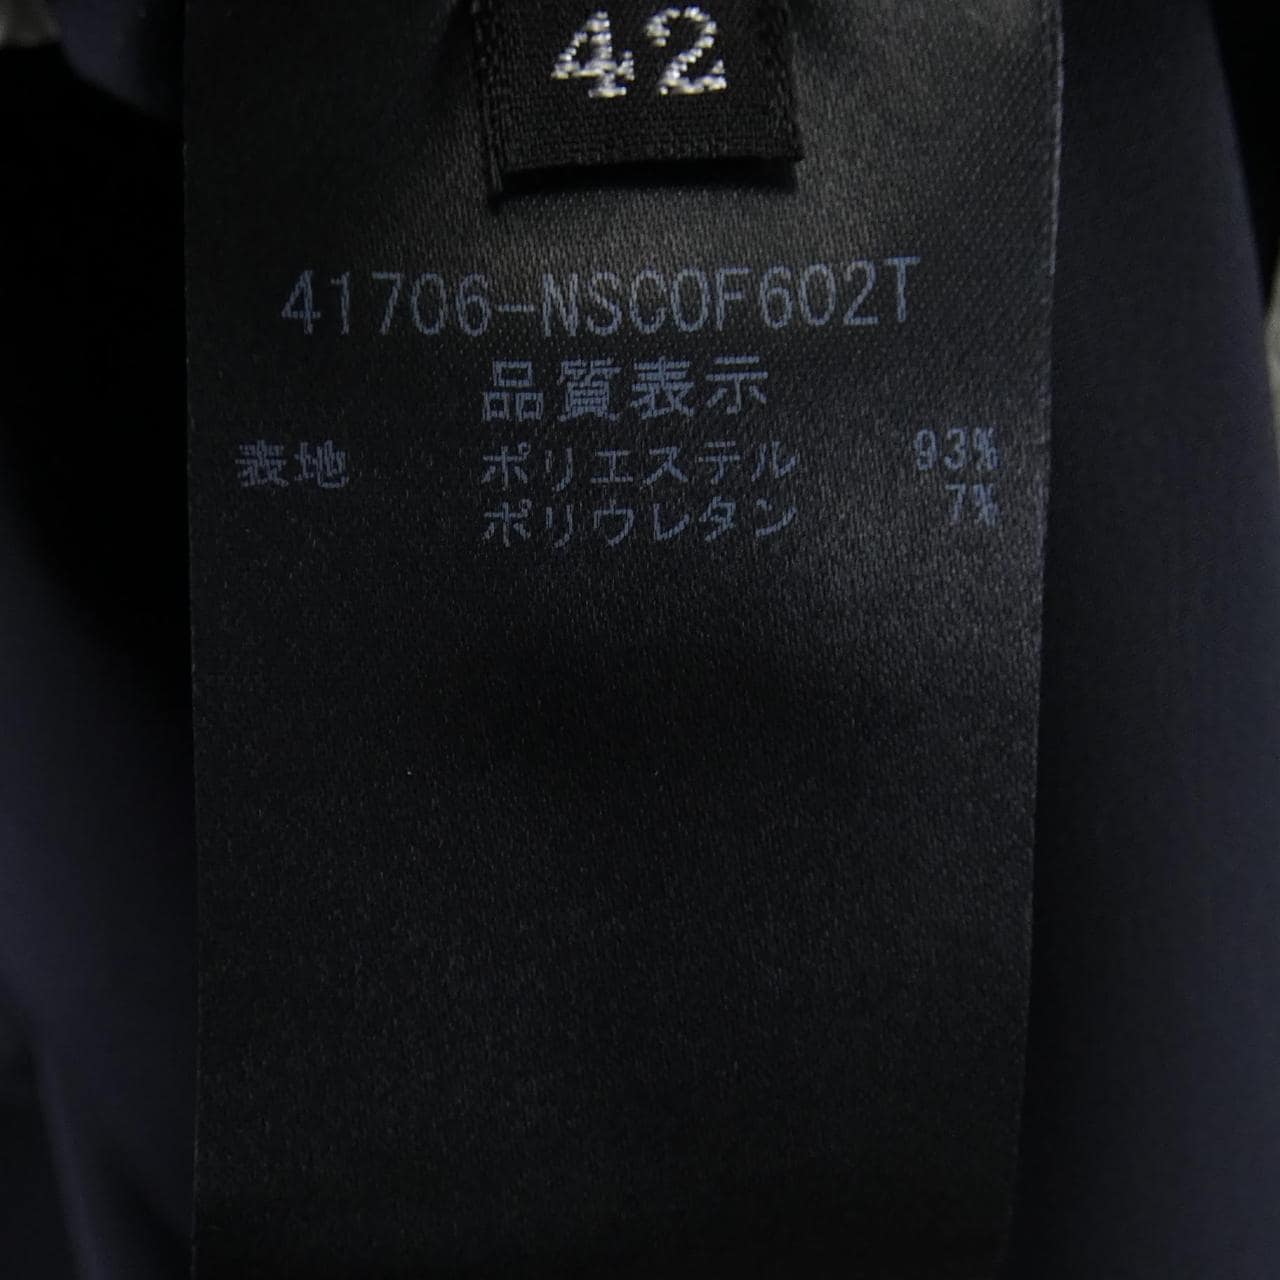 42
41706-NSC0F602T
品質表示
表地 ポリエステル 93%
ポリウレタン 7%